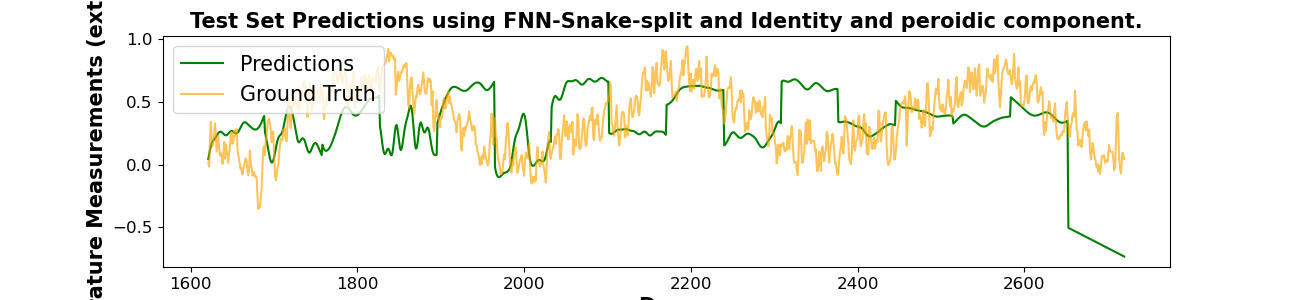 Test Set Predictions using FNN-Snake-split and Identity and peroidic component.
Predictions
Ground Truth
1.0
0.5
0.0
−0.5
Measurements
1600 1800 2000 2200 2400 2600